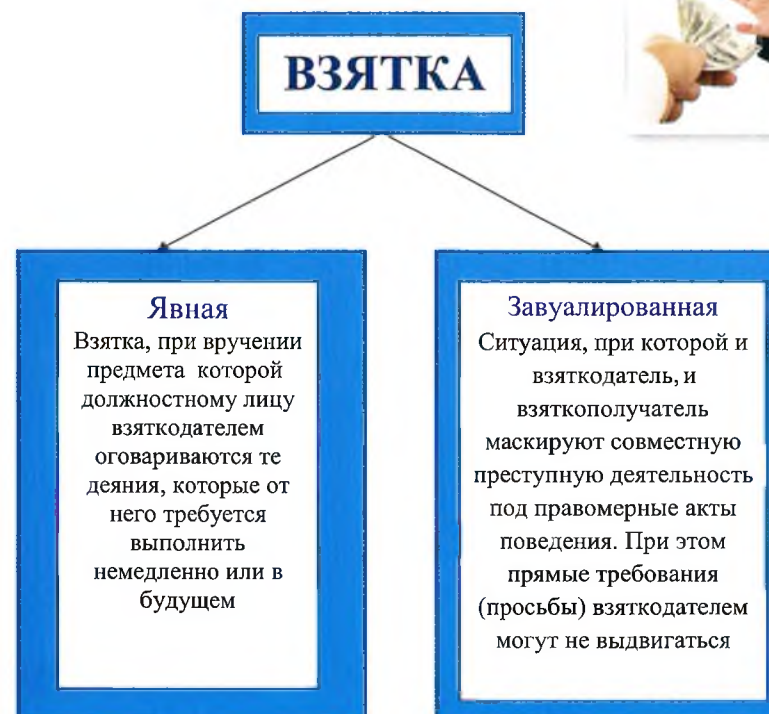 ВЗЯТКА
Явная
Взятка, при вручении
предмета которой
должностному лицу
взяткодателем
оговариваются те
деяния, которые от
него требуется
выполнить
немедленно или в
будущем
Завуалированная
Ситуация, при которой и
взяткодатель, и
взяткополучатель
маскируют совместную
преступную деятельность
под правомерные акты
поведения. При этом
прямые требования
(просьбы) взяткодателем
могут не выдвигаться